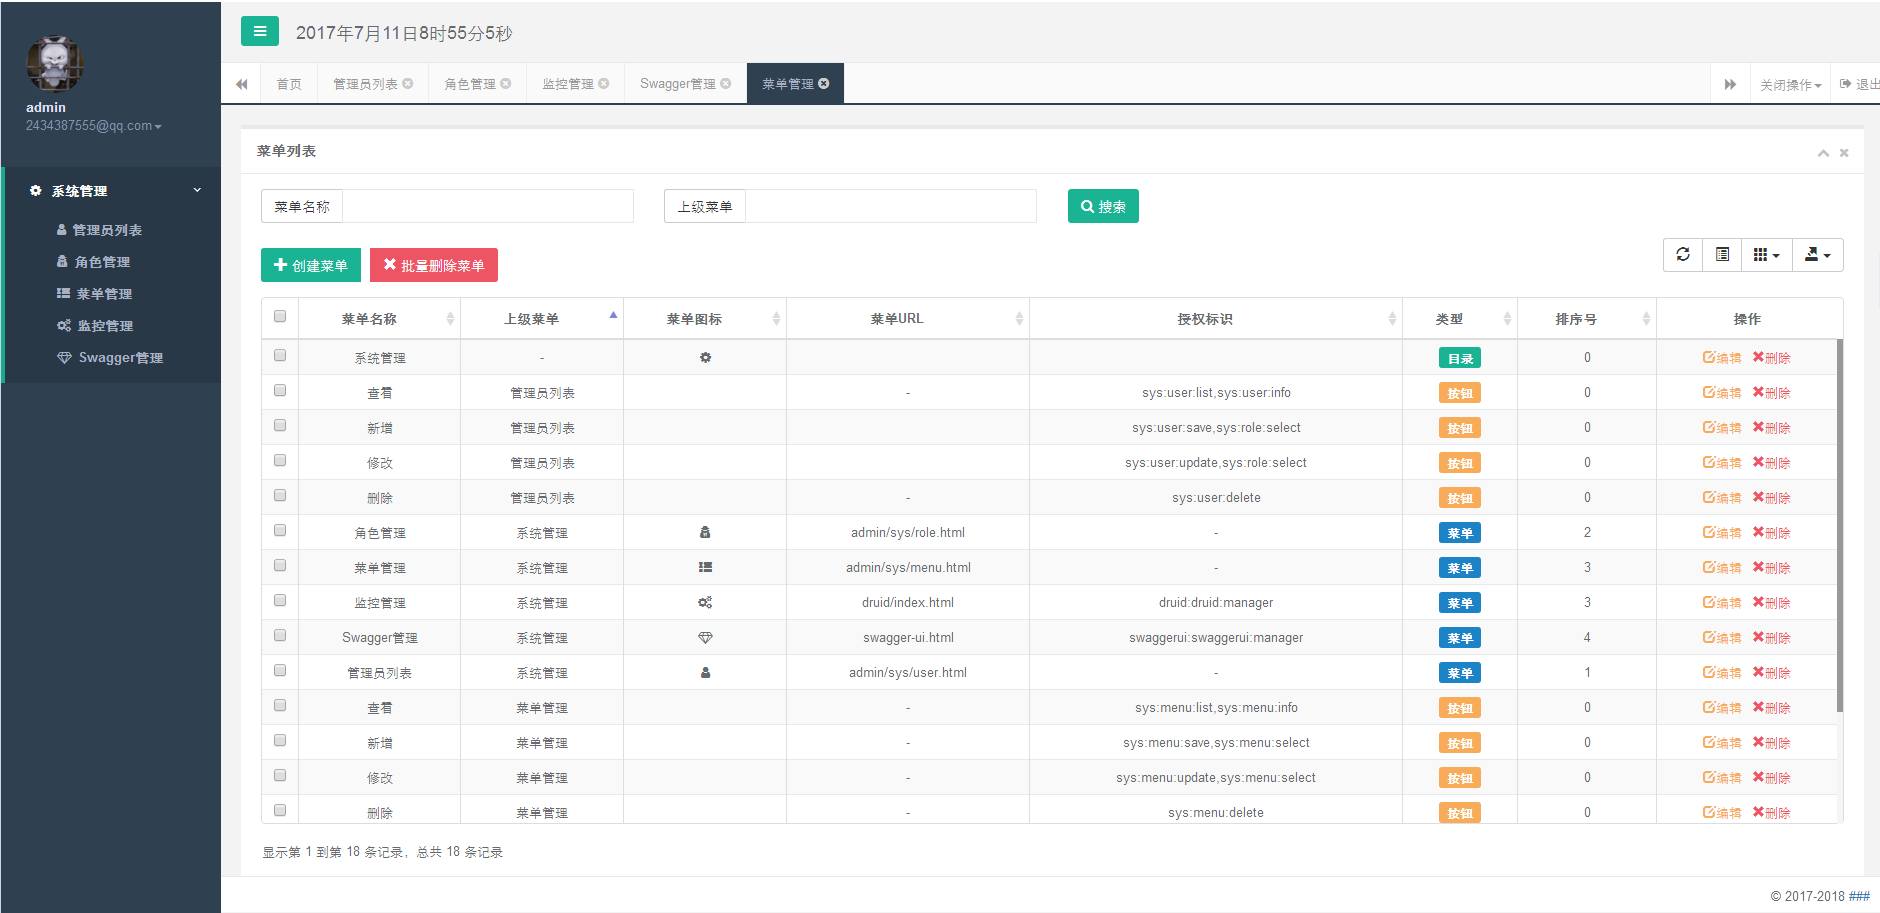 admin
2434387555@qq.com
系统管理
管理员列表
角色管理
菜单管理
监控管理
Swagger管理
2017年7月11日8时55分5秒
首页 管理员列表 角色管理 监控管理 Swagger管理 菜单管理 关闭操作 退出
菜单列表
菜单名称 上级菜单 搜索
创建菜单 批量删除菜单
菜单名称 上级菜单 菜单图标 菜单URL 授权标识 类型 排序号 操作
系统管理 - 目录 0 编辑 删除
查看 管理员列表 - sys:user:list,sys:user:info 按钮 0 编辑 删除
新增 管理员列表 sys:user:save,sys:role:select 按钮 0 编辑 删除
修改 管理员列表 sys:user:update,sys:role:select 按钮 0 编辑 删除
删除 管理员列表 - sys:user:delete 按钮 0 编辑 删除
角色管理 系统管理 admin/sys/role.html - 菜单 2 编辑 删除
菜单管理 系统管理 admin/sys/menu.html - 菜单 3 编辑 删除
监控管理 系统管理 druid/index.html druid:druid:manager 菜单 3 编辑 删除
Swagger管理 系统管理 swagger-ui.html swaggerui:swaggerui:manager 菜单 4 编辑 删除
管理员列表 系统管理 admin/sys/user.html - 菜单 1 编辑 删除
查看 菜单管理 - sys:menu:list,sys:menu:info 按钮 0 编辑 删除
新增 菜单管理 - sys:menu:save,sys:menu:select 按钮 0 编辑 删除
修改 菜单管理 - sys:menu:update,sys:menu:select 按钮 0 编辑 删除
删除 菜单管理 - sys:menu:delete 按钮 0 编辑 删除
显示第 1 到第 18 条记录，总共 18 条记录
© 2017-2018 ###